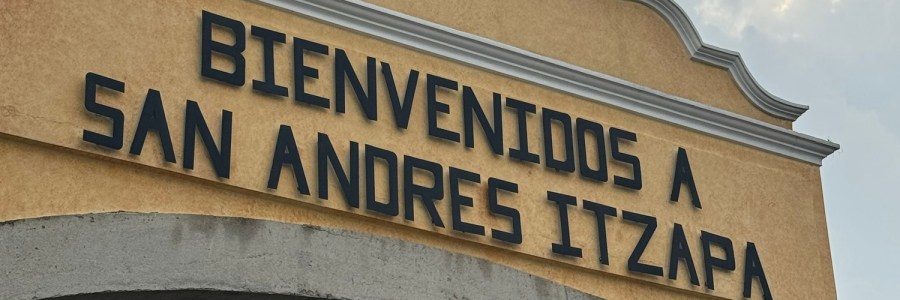 BIENVENIDOS A
SAN ANDRES ITZAPA